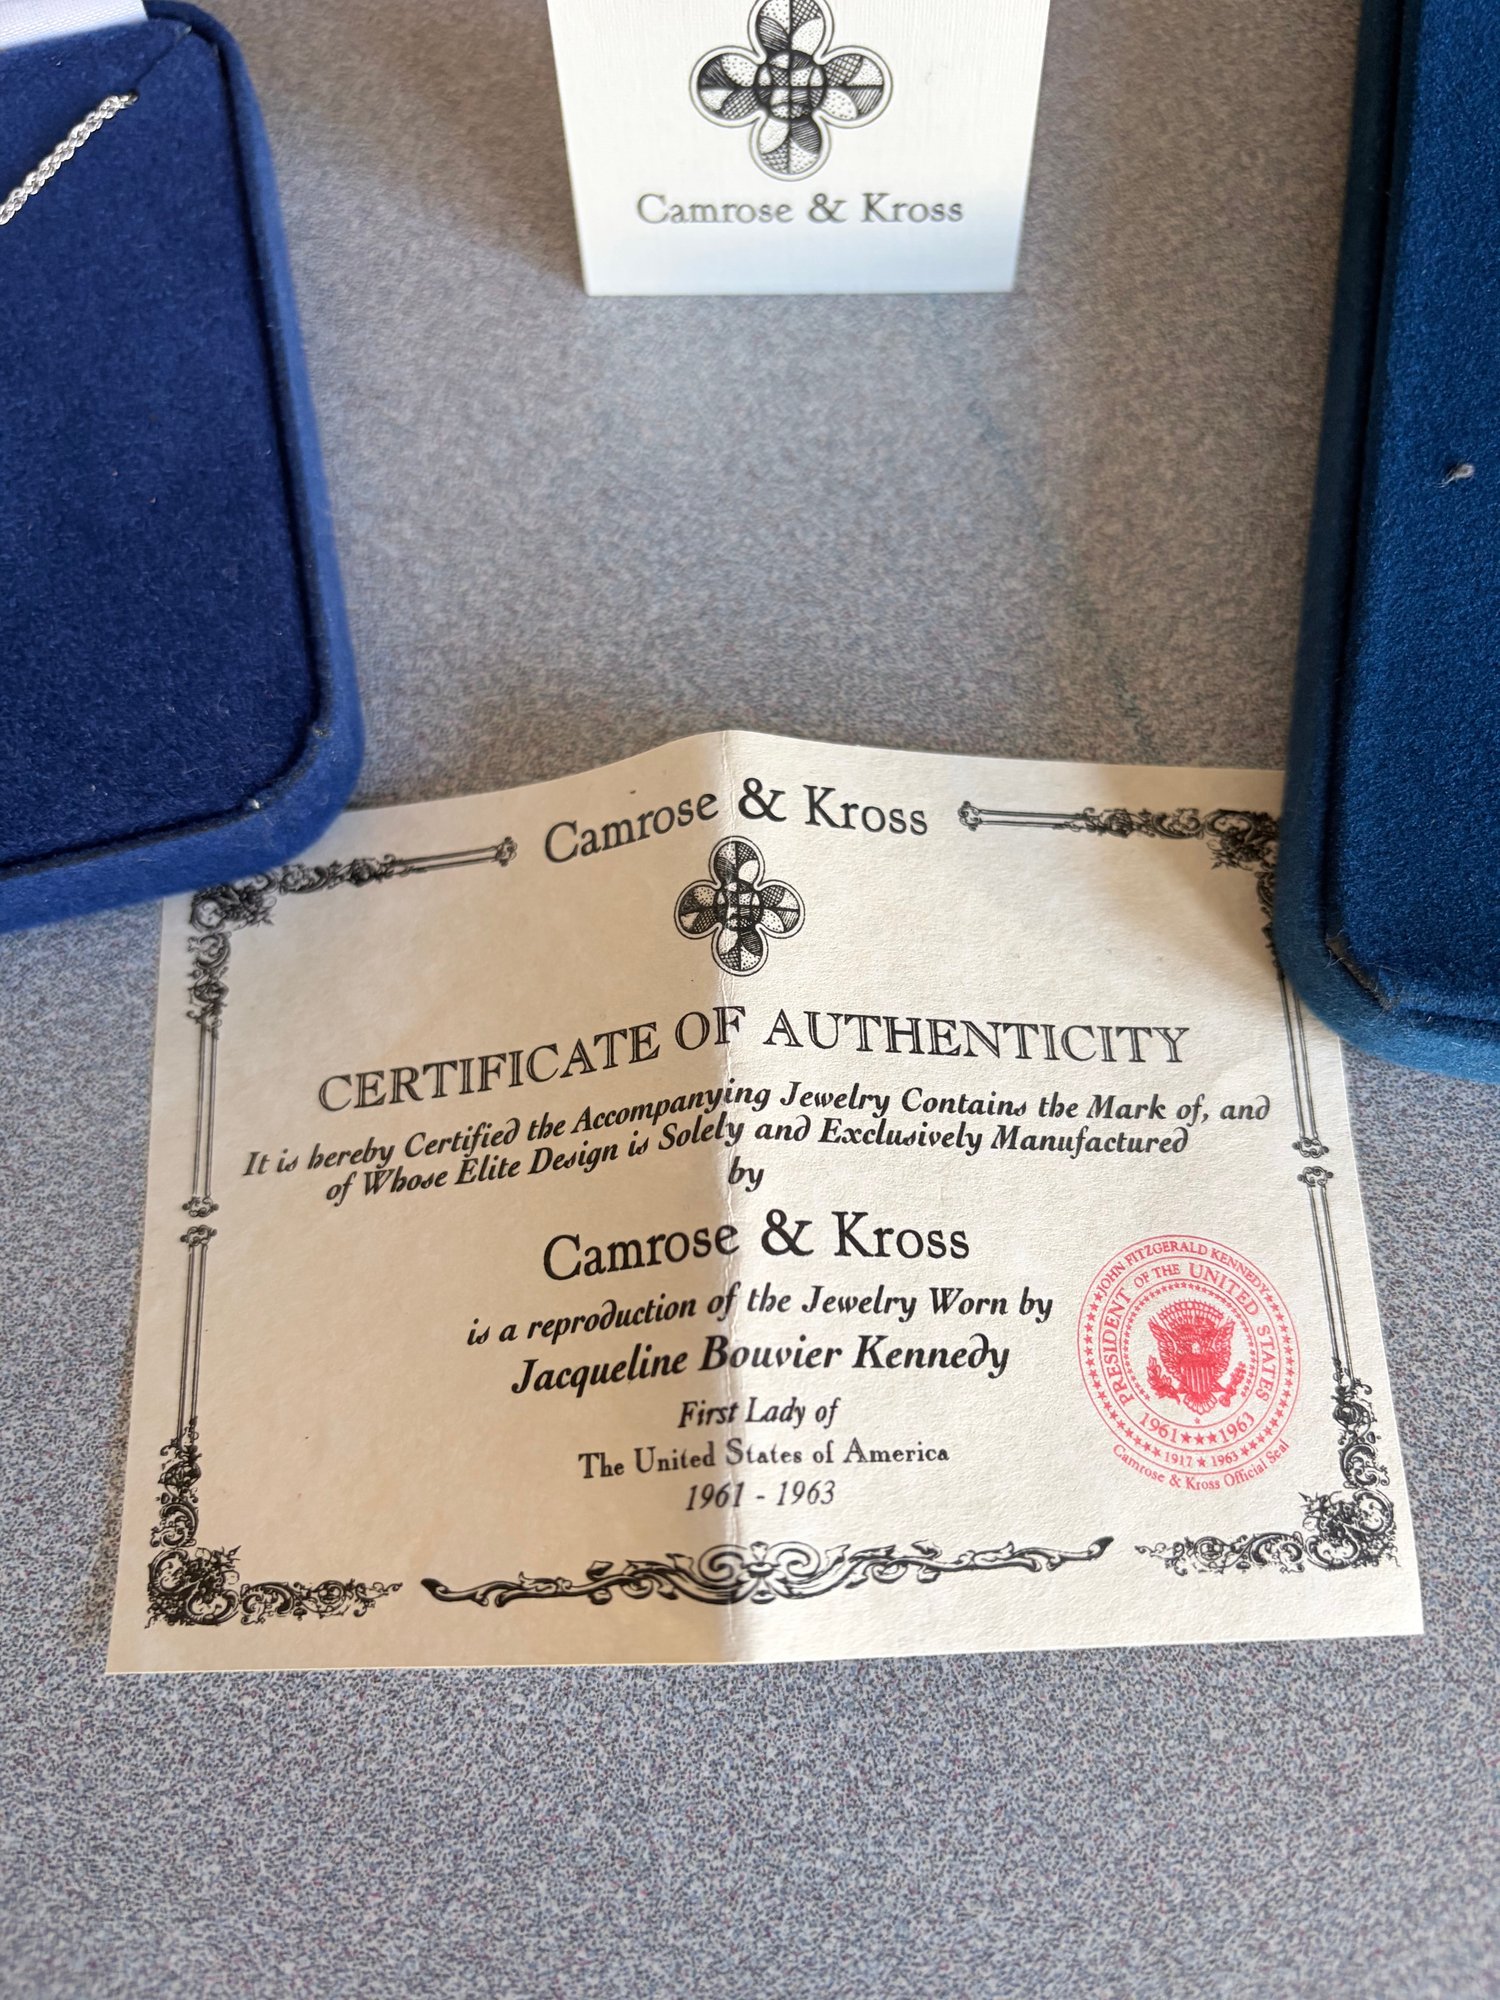 Camrose & Kross
Camrose & Kross
CERTIFICATE OF AUTHENTICITY
It is hereby Certified the Accompanying Jewelry Contains the Mark of, and
of Whose Elite Design is Solely and Exclusively Manufactured
by
Camrose & Kross
is a reproduction of the Jewelry Worn by
Jacqueline Bouvier Kennedy
First Lady of
The United States of America
1961 - 1963
JOHN FITZGERALD KENNEDY
PRESIDENT OF THE UNITED STATES
1961★★★1963
1917 ★ 1963
Camrose & Kross Official Seal